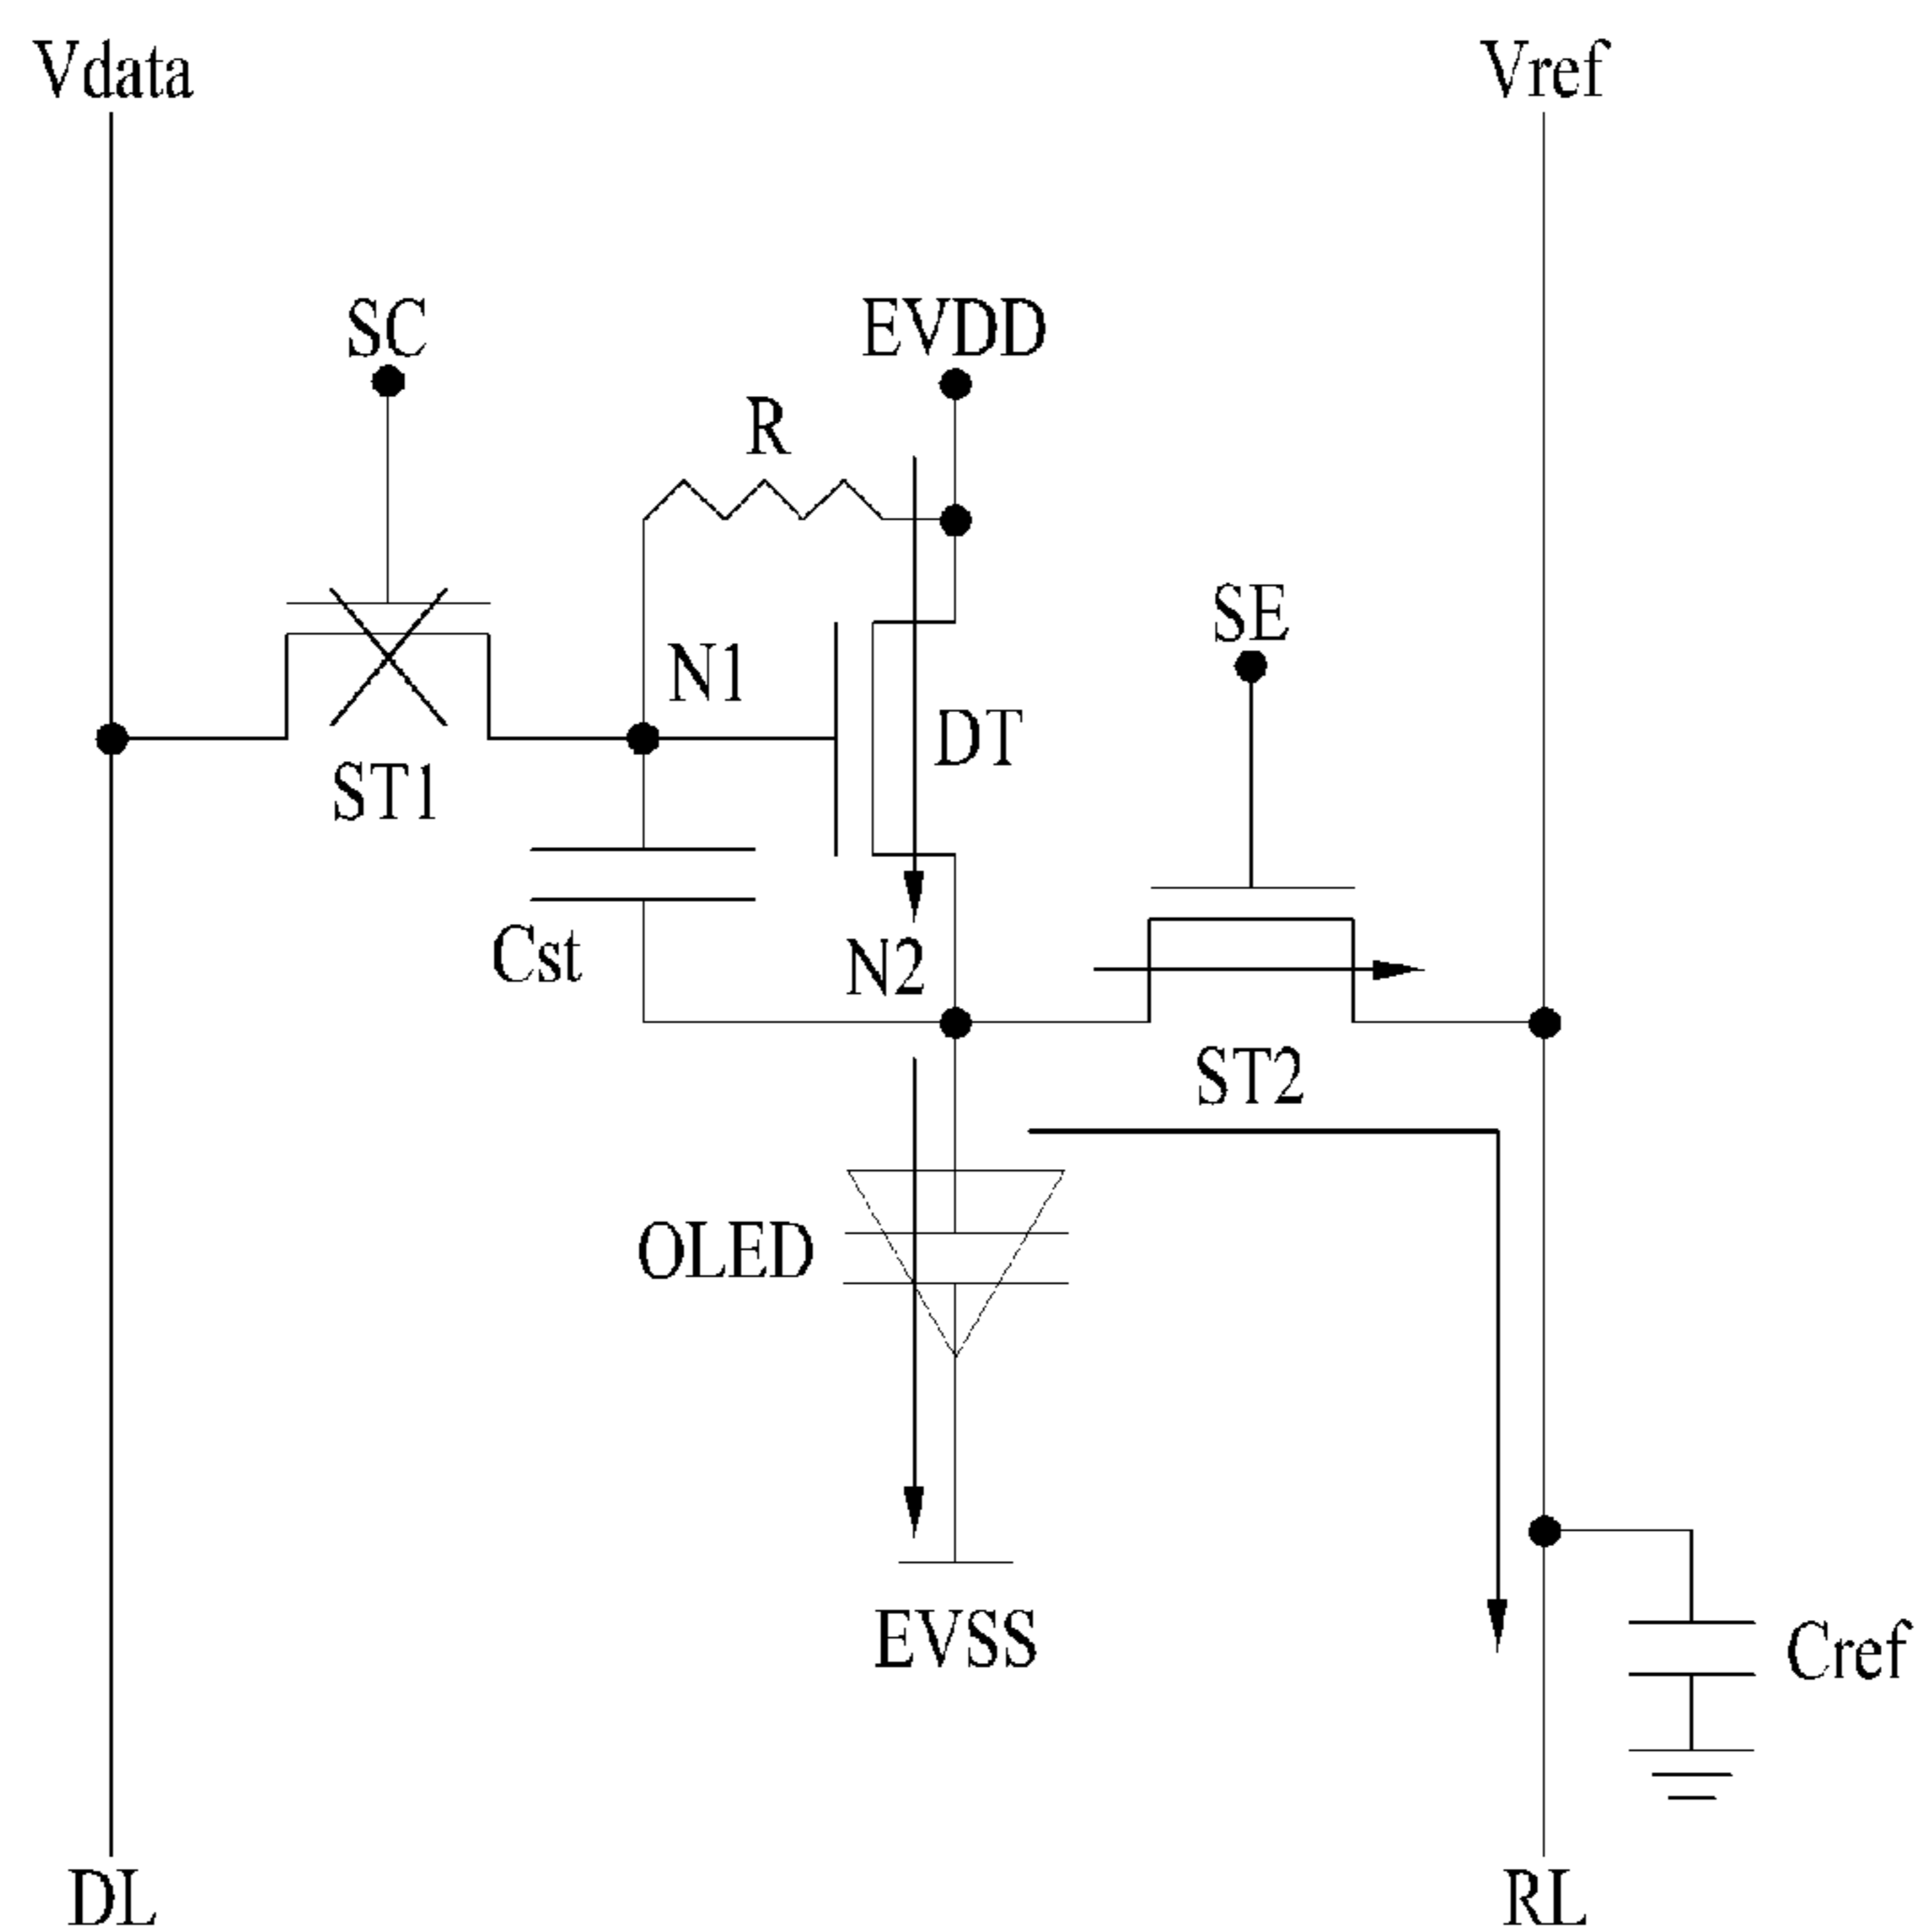 Vdata
Vref
SC
EVDD
R
SE
N1
DT
ST1
Cst
N2
ST2
OLED
EVSS
Cref
DL
RL